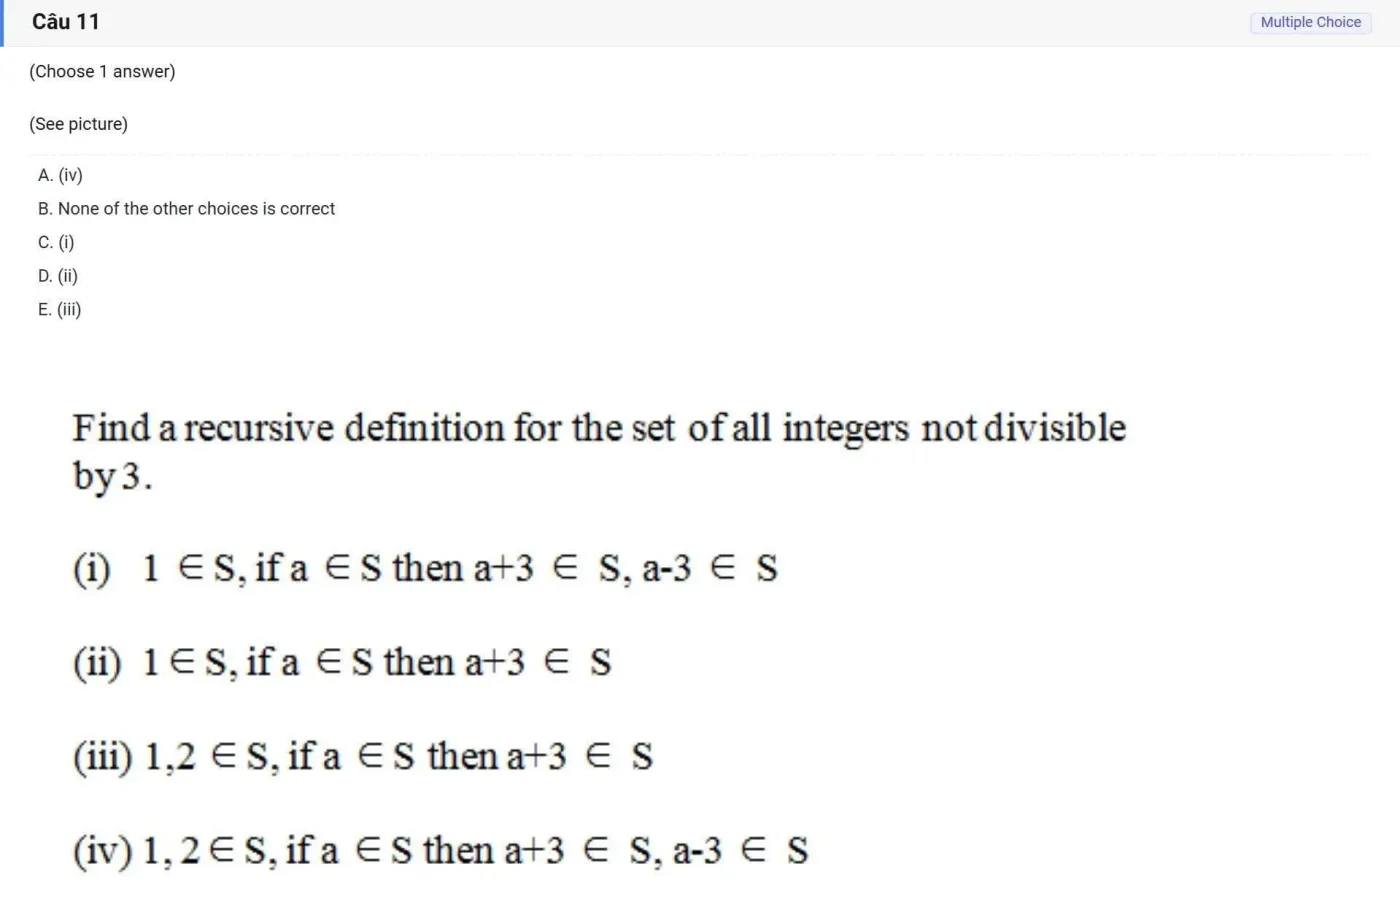 Câu 11
Multiple Choice
(Choose 1 answer)
(See picture)
A. (iv)
B. None of the other choices is correct
C. (i)
D. (ii)
E. (iii)
Find a recursive definition for the set of all integers not divisible
by 3.
(i) 1 ∈ S, if a ∈ S then a+3 ∈ S, a-3 ∈ S
(ii) 1 ∈ S, if a ∈ S then a+3 ∈ S
(iii) 1,2 ∈ S, if a ∈ S then a+3 ∈ S
(iv) 1, 2 ∈ S, if a ∈ S then a+3 ∈ S, a-3 ∈ S